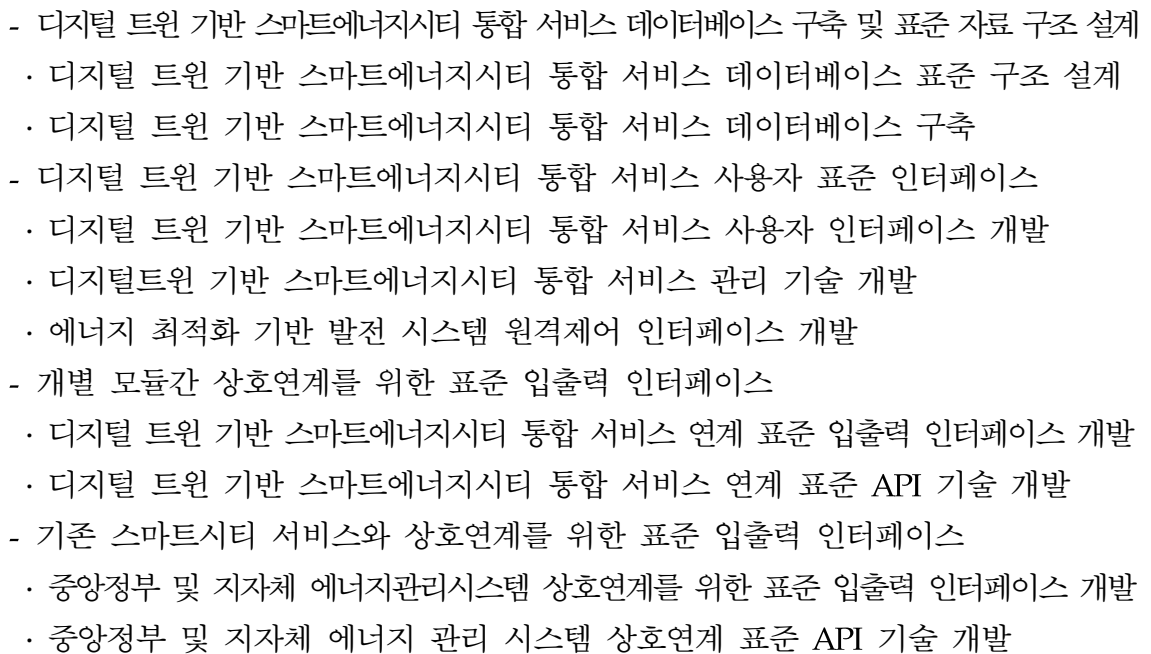 - 디지털 트윈 기반 스마트에너지시티 통합 서비스 데이터베이스 구축 및 표준 자료 구조 설계
· 디지털 트윈 기반 스마트에너지시티 통합 서비스 데이터베이스 표준 구조 설계
· 디지털 트윈 기반 스마트에너지시티 통합 서비스 데이터베이스 구축
- 디지털 트윈 기반 스마트에너지시티 통합 서비스 사용자 표준 인터페이스
· 디지털 트윈 기반 스마트에너지시티 통합 서비스 사용자 인터페이스 개발
· 디지털트윈 기반 스마트에너지시티 통합 서비스 관리 기술 개발
· 에너지 최적화 기반 발전 시스템 원격제어 인터페이스 개발
- 개별 모듈간 상호연계를 위한 표준 입출력 인터페이스
· 디지털 트윈 기반 스마트에너지시티 통합 서비스 연계 표준 입출력 인터페이스 개발
· 디지털 트윈 기반 스마트에너지시티 통합 서비스 연계 표준 API 기술 개발
- 기존 스마트시티 서비스와 상호연계를 위한 표준 입출력 인터페이스
· 중앙정부 및 지자체 에너지관리시스템 상호연계를 위한 표준 입출력 인터페이스 개발
· 중앙정부 및 지자체 에너지 관리 시스템 상호연계 표준 API 기술 개발